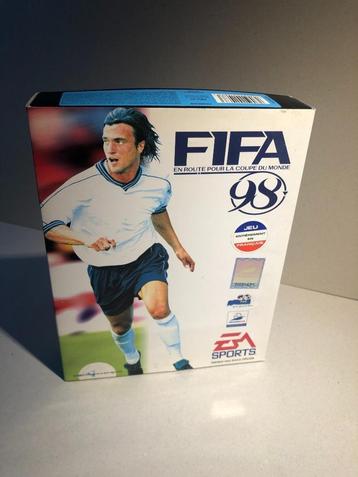 FIFA
EN ROUTE POUR LA COUPE DU MONDE
98
JEU
ENTIÈREMENT
EN
FRANÇAIS
EA
SPORTS